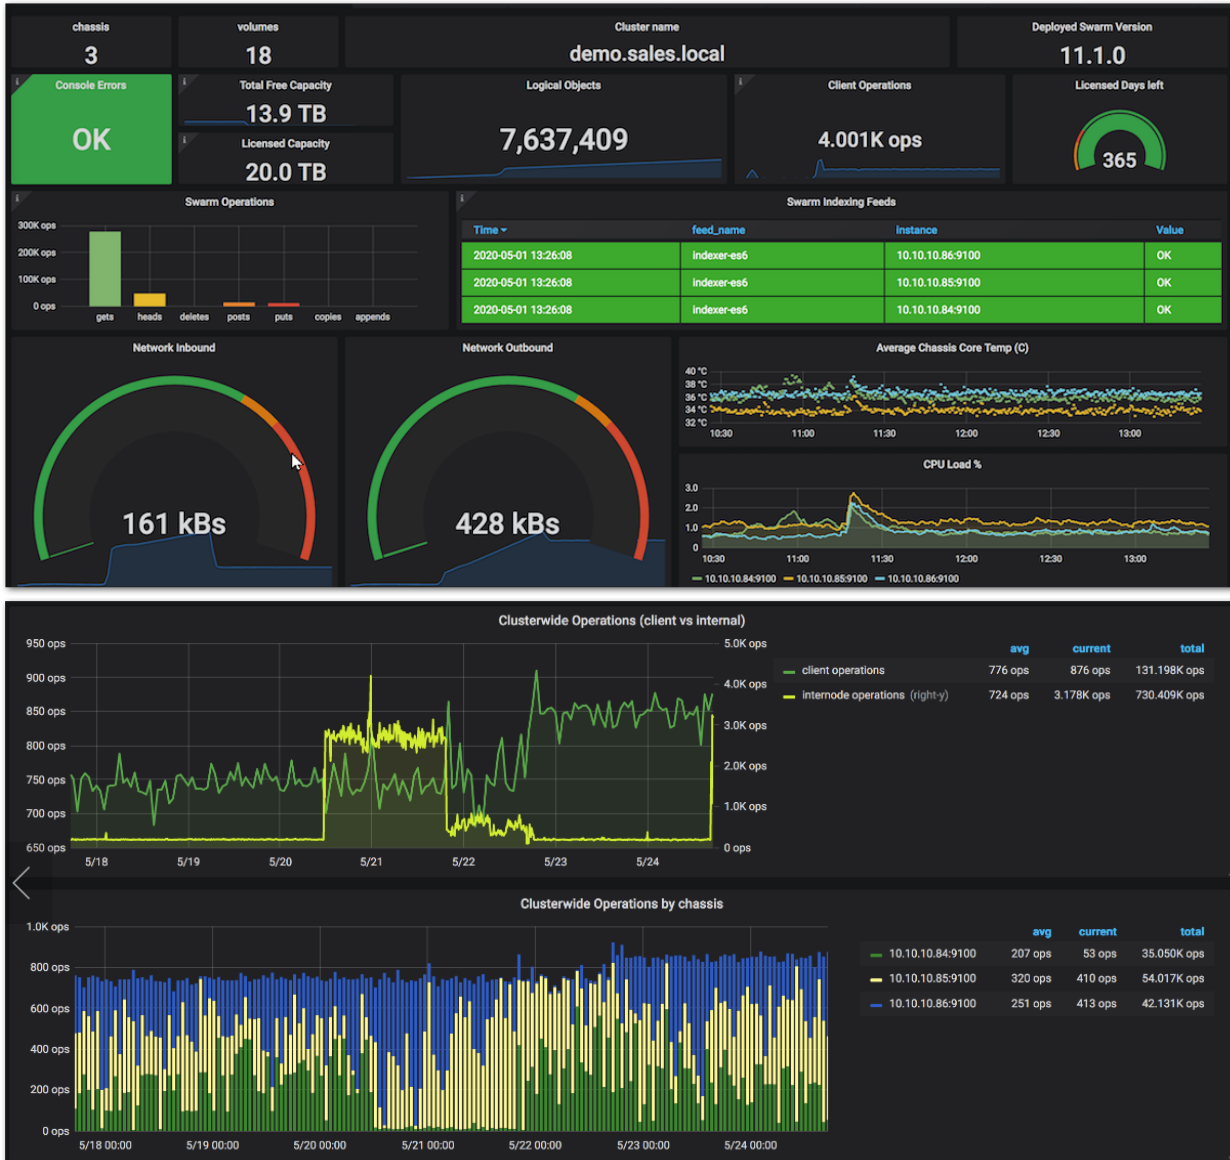 chassis
3
volumes
18
Cluster name
demo.sales.local
Deployed Swarm Version
11.1.0
Console Errors
OK
Total Free Capacity
13.9 TB
Licensed Capacity
20.0 TB
Logical Objects
7,637,409
Client Operations
4.001K ops
Licensed Days left
365
Swarm Operations
300K ops
200K ops
100K ops
0 ops
gets heads deletes posts puts copies appends
Swarm Indexing Feeds
Time feed_name instance Value
2020-05-01 13:26:08 indexer-es6 10.10.10.86:9100 OK
2020-05-01 13:26:08 indexer-es6 10.10.10.85:9100 OK
2020-05-01 13:26:08 indexer-es6 10.10.10.84:9100 OK
Network Inbound
161 kBs
Network Outbound
428 kBs
Average Chassis Core Temp (C)
40 °C
38 °C
36 °C
34 °C
32 °C
10:30 11:00 11:30 12:00 12:30 13:00
CPU Load %
3.0
2.0
1.0
0
10:30 11:00 11:30 12:00 12:30 13:00
10.10.10.84:9100 10.10.10.85:9100 10.10.10.86:9100
Clusterwide Operations (client vs internal)
950 ops
900 ops
850 ops
800 ops
750 ops
700 ops
650 ops
5.0K ops
4.0K ops
3.0K ops
2.0K ops
1.0K ops
0 ops
5/18 5/19 5/20 5/21 5/22 5/23 5/24
avg current total
client operations 776 ops 876 ops 131.198K ops
internode operations (right-y) 724 ops 3.178K ops 730.409K ops
Clusterwide Operations by chassis
1.0K ops
800 ops
600 ops
400 ops
200 ops
0 ops
5/18 00:00 5/19 00:00 5/20 00:00 5/21 00:00 5/22 00:00 5/23 00:00 5/24 00:00
avg current total
10.10.10.84:9100 207 ops 53 ops 35.050K ops
10.10.10.85:9100 320 ops 410 ops 54.017K ops
10.10.10.86:9100 251 ops 413 ops 42.131K ops